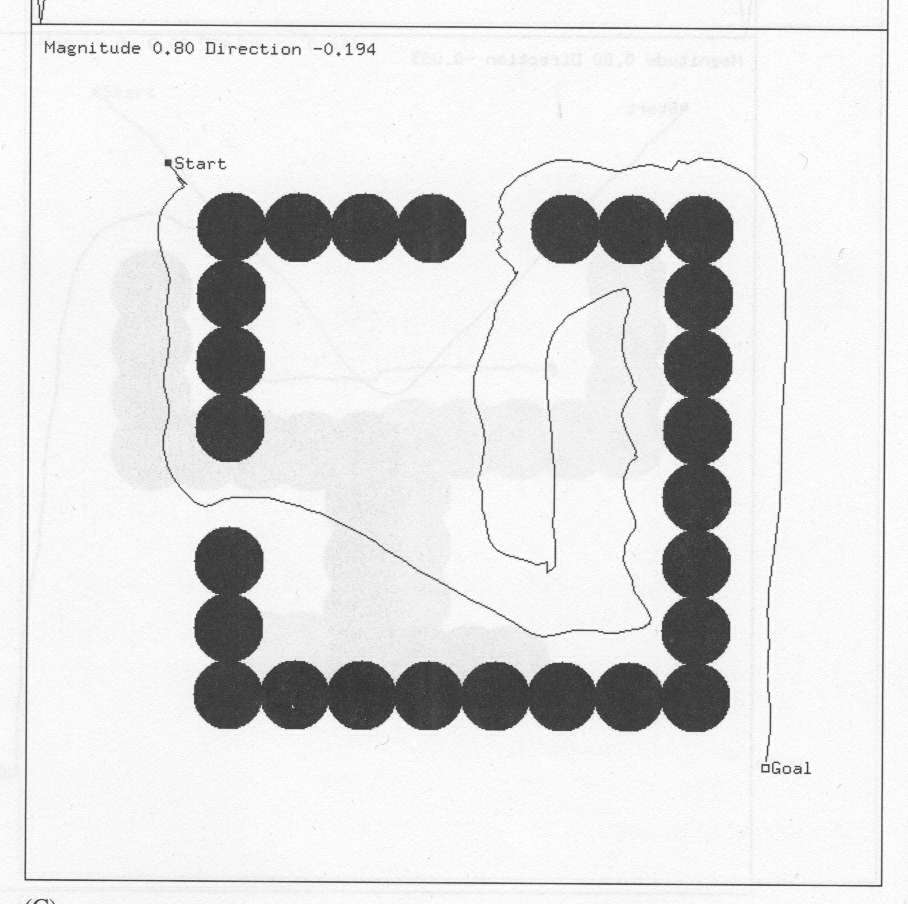 Magnitude 0.80 Direction -0.194
Start
Goal
(C)